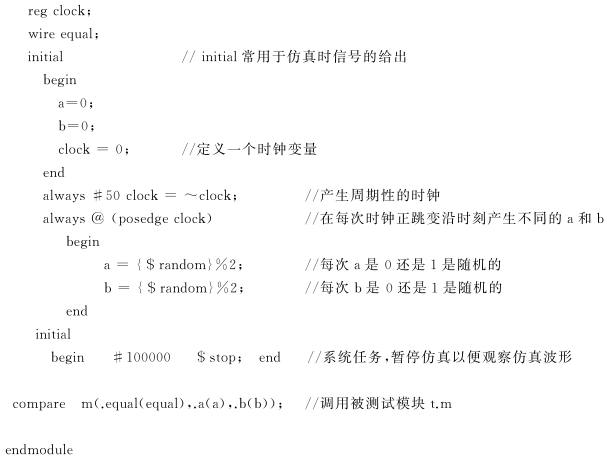 reg clock;
wire equal;
initial // initial 常用于仿真时信号的给出
begin
a=0;
b=0;
clock = 0; //定义一个时钟变量
end
always #50 clock = ~clock; //产生周期性的时钟
always @ (posedge clock) //在每次时钟正跳变沿时刻产生不同的 a 和 b
begin
a = {$random}%2; //每次 a 是 0 还是 1 是随机的
b = {$random}%2; //每次 b 是 0 还是 1 是随机的
end
initial
begin #100000 $stop; end //系统任务,暂停仿真以便观察仿真波形
compare m(.equal(equal),.a(a),.b(b)); //调用被测试模块 t.m
endmodule